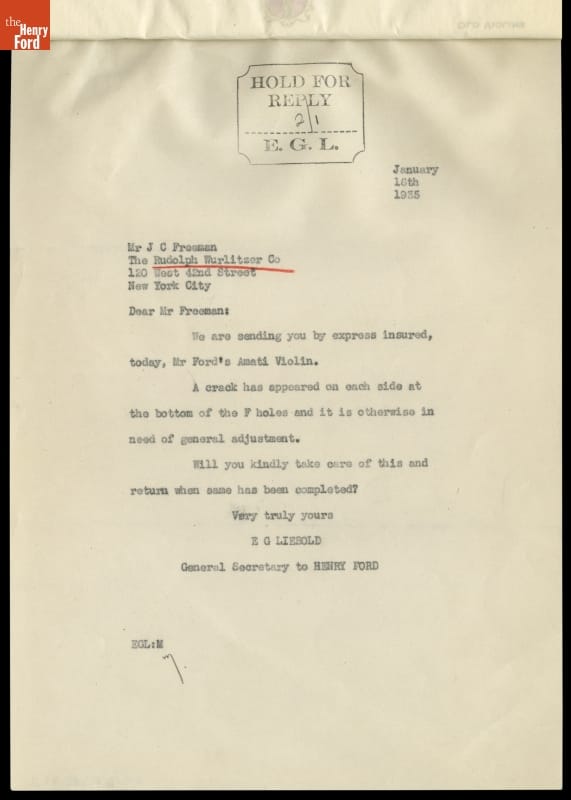 the
Henry
Ford
HOLD FOR
REPLY
2/1
E. G. L.
January
16th
1935
Mr J C Freeman
The Rudolph Wurlitzer Co
120 West 42nd Street
New York City
Dear Mr Freeman:
We are sending you by express insured,
today, Mr Ford's Amati Violin.
A crack has appeared on each side at
the bottom of the F holes and it is otherwise in
need of general adjustment.
Will you kindly take care of this and
return when same has been completed?
Very truly yours
E G LIEBOLD
General Secretary to HENRY FORD
EGL:M